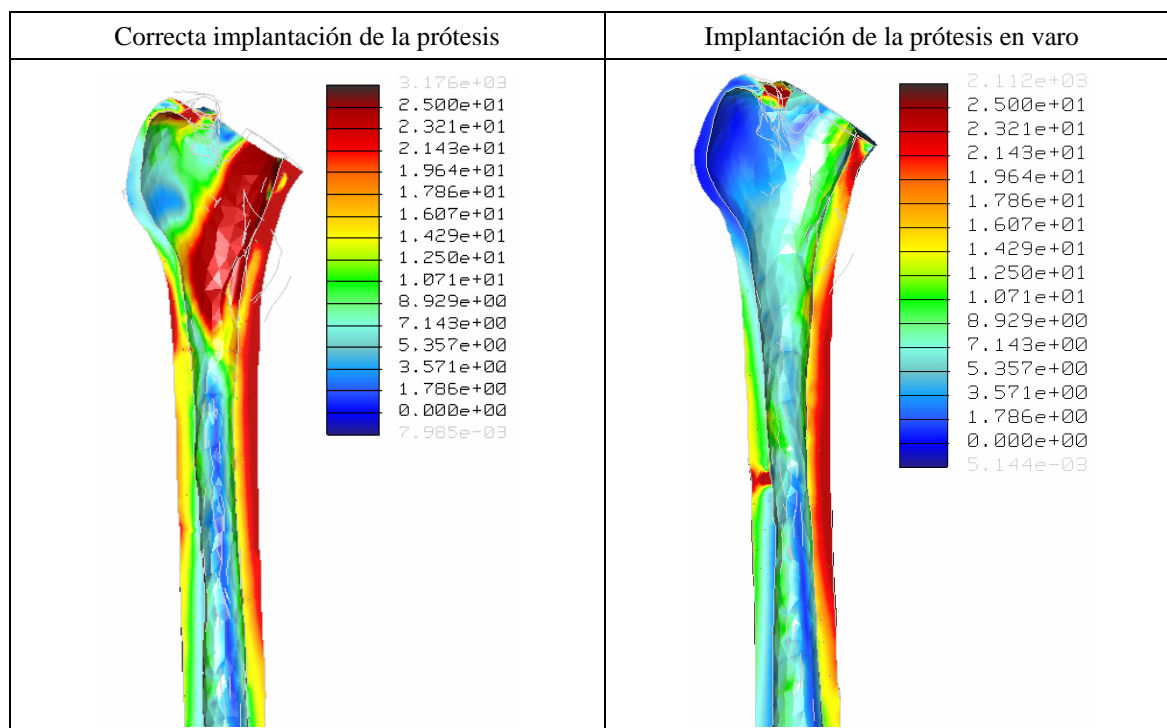 Correcta implantación de la prótesis
Implantación de la prótesis en varo
3.176e+03
2.500e+01
2.321e+01
2.143e+01
1.964e+01
1.786e+01
1.607e+01
1.429e+01
1.250e+01
1.071e+01
8.929e+00
7.143e+00
5.357e+00
3.571e+00
1.786e+00
0.000e+00
7.985e-03
2.112e+03
2.500e+01
2.321e+01
2.143e+01
1.964e+01
1.786e+01
1.607e+01
1.429e+01
1.250e+01
1.071e+01
8.929e+00
7.143e+00
5.357e+00
3.571e+00
1.786e+00
0.000e+00
5.144e-03